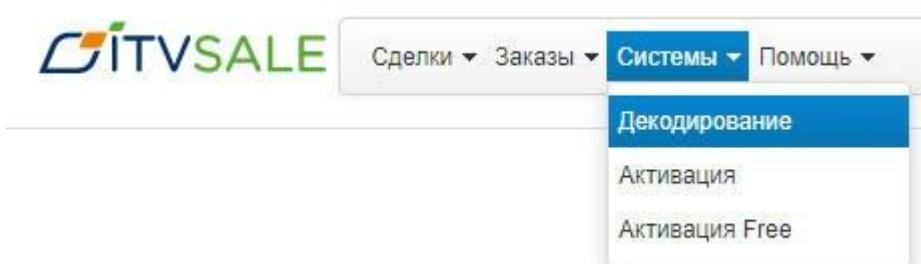 ITVSALE Сделки Заказы Системы Помощь
Декодирование
Активация
Активация Free